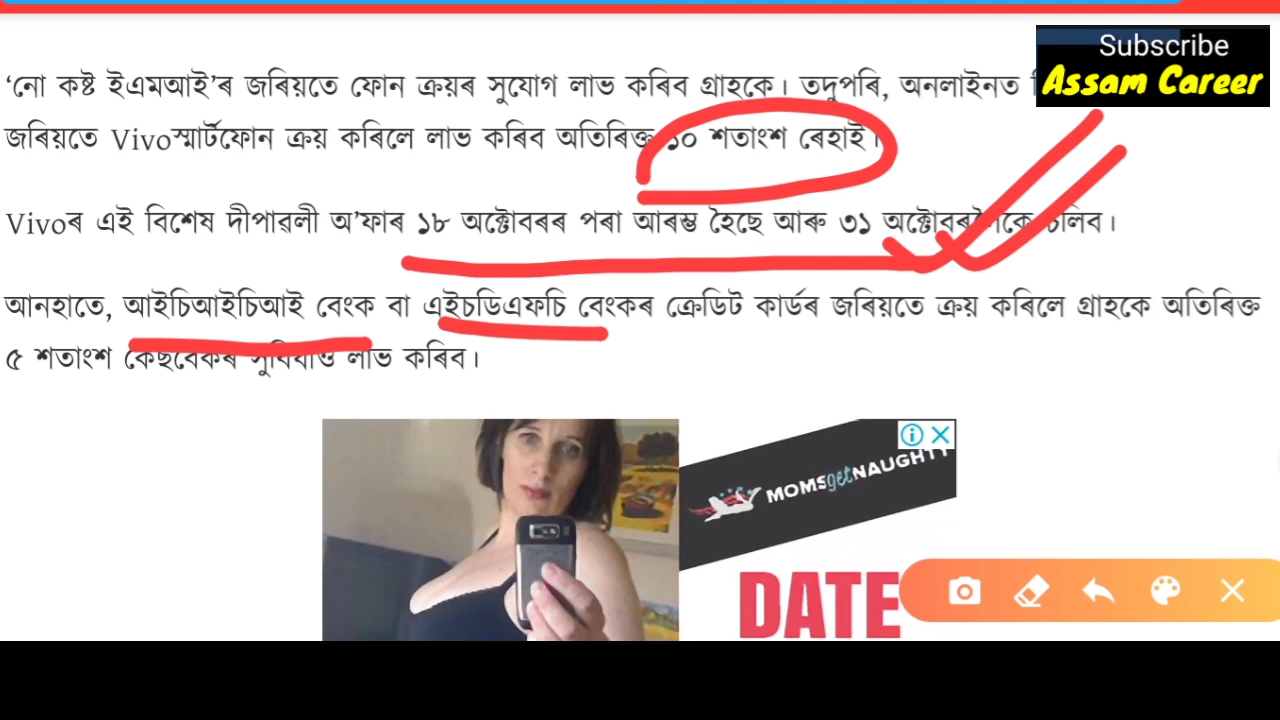 Subscribe
Assam Career
‘নো কষ্ট ইএমআই’ৰ জৰিয়তে ফোন ক্ৰয়ৰ সুযোগ লাভ কৰিব গ্ৰাহকে। তদুপৰি, অনলাইনত
জৰিয়তে Vivoস্মাৰ্টফোন ক্ৰয় কৰিলে লাভ কৰিব অতিৰিক্ত ১০ শতাংশ ৰেহাই।
Vivoৰ এই বিশেষ দীপাৱলী অ’ফাৰ ১৮ অক্টোবৰৰ পৰা আৰম্ভ হৈছে আৰু ৩১ অক্টোবৰলৈকে চলিব।
আনহাতে, আইচিআইচিআই বেংক বা এইচডিএফচি বেংকৰ ক্ৰেডিট কাৰ্ডৰ জৰিয়তে ক্ৰয় কৰিলে গ্ৰাহকে অতিৰিক্ত
৫ শতাংশ কেছবেকৰ সুবিধাও লাভ কৰিব।
MOMSgetNAUGHTY
DATE